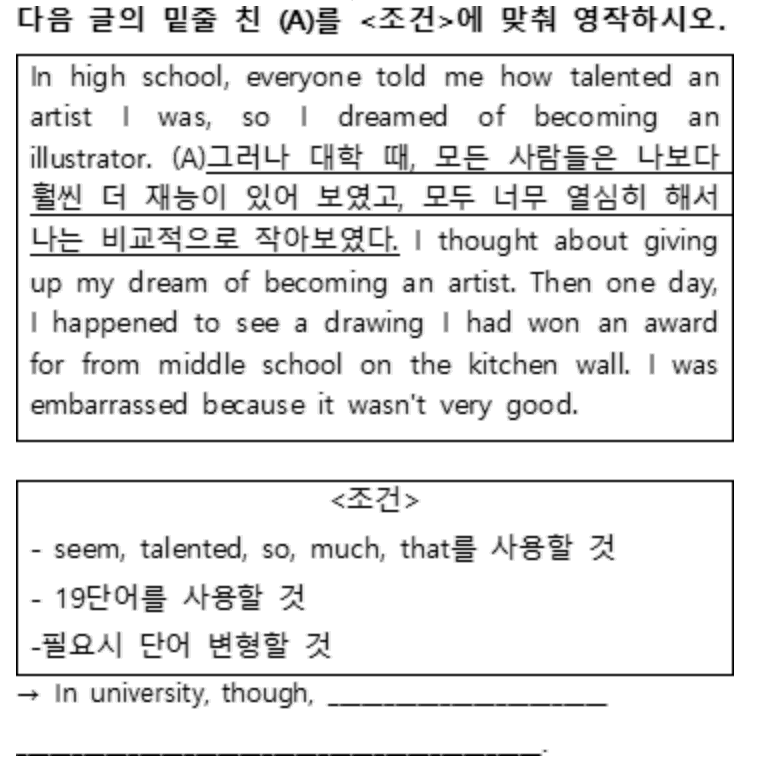 다음 글의 밑줄 친 (A)를 <조건>에 맞춰 영작하시오.
In high school, everyone told me how talented an
artist I was, so I dreamed of becoming an
illustrator. (A)그러나 대학 때, 모든 사람들은 나보다
훨씬 더 재능이 있어 보였고, 모두 너무 열심히 해서
나는 비교적으로 작아보였다. I thought about giving
up my dream of becoming an artist. Then one day,
I happened to see a drawing I had won an award
for from middle school on the kitchen wall. I was
embarrassed because it wasn't very good.
<조건>
- seem, talented, so, much, that를 사용할 것
- 19단어를 사용할 것
-필요시 단어 변형할 것
→ In university, though, ____________________
________________________________________.